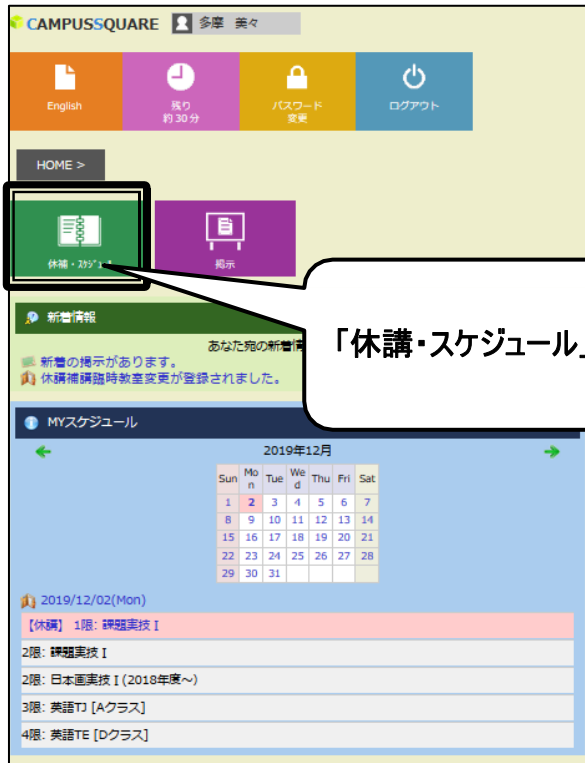 CAMPUSSQUARE 多摩 美々
English
残り
約30分
パスワード
変更
ログアウト
HOME >
休補・ｽｹｼﾞｭｰﾙ
掲示
「休講・スケジュール」
新着情報
あなた宛の新着情
新着の掲示があります。
休講補講臨時教室変更が登録されました。
MYスケジュール
2019年12月
Sun Mon Tue Wed Thu Fri Sat
1 2 3 4 5 6 7
8 9 10 11 12 13 14
15 16 17 18 19 20 21
22 23 24 25 26 27 28
29 30 31
2019/12/02(Mon)
【休講】 1限: 課題実技 I
2限: 課題実技 I
2限: 日本画実技 I (2018年度～)
3限: 英語TJ [Aクラス]
4限: 英語TE [Dクラス]